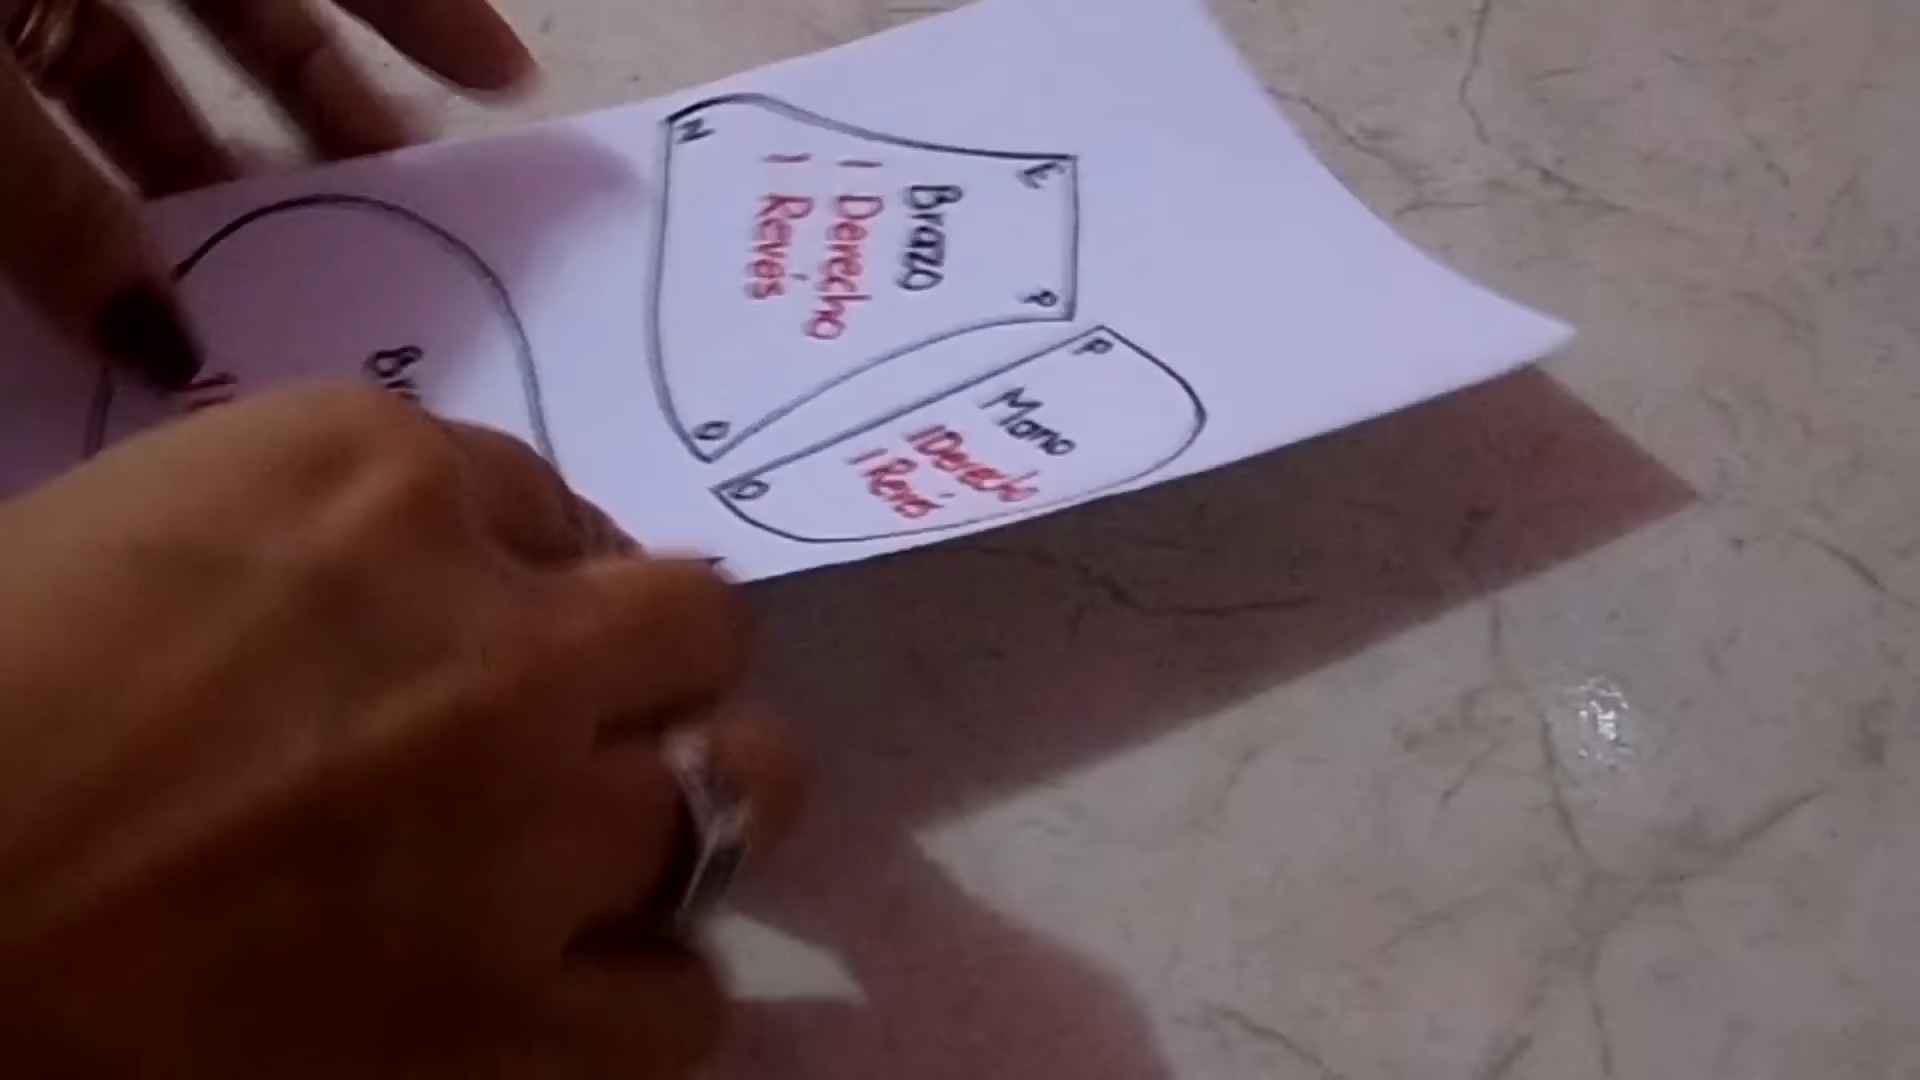 N
L
Brazo
1 Derecho
1 Revés
P
O
P
Mano
1 Derecho
1 Revés
O